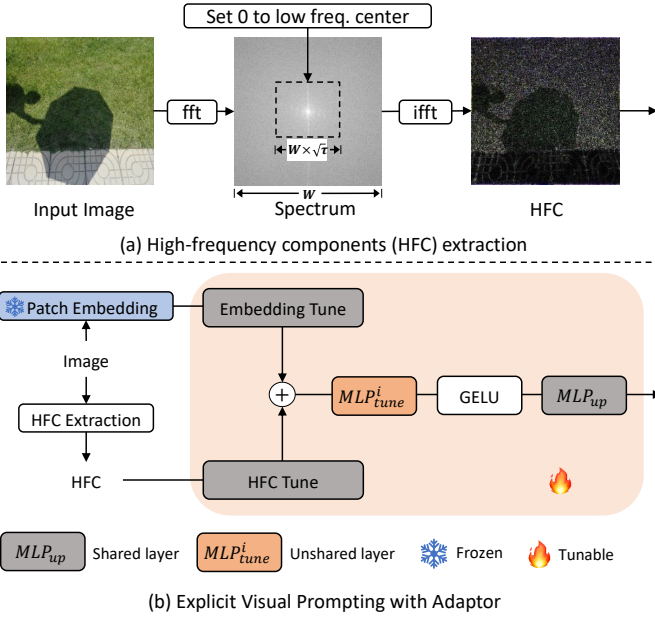 Set 0 to low freq. center
fft
ifft
W×√τ
W
Input Image
Spectrum
HFC
(a) High-frequency components (HFC) extraction
Patch Embedding
Embedding Tune
Image
+
MLP^i_tune
GELU
MLP_up
HFC Extraction
HFC
HFC Tune
MLP_up
Shared layer
MLP^i_tune
Unshared layer
Frozen
Tunable
(b) Explicit Visual Prompting with Adaptor